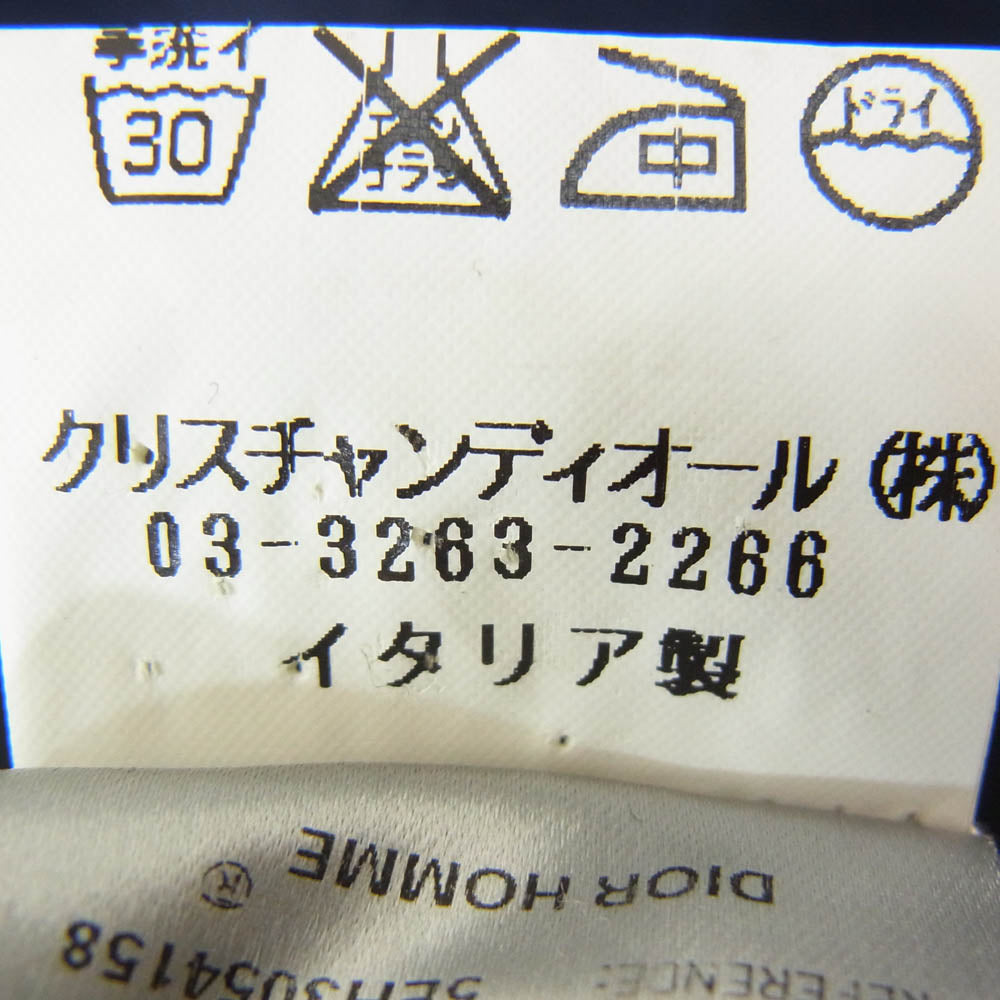 手洗イ
30
エンソ
サラシ
中
ドライ
クリスチャンディオール(株)
03-3263-2266
イタリア製
DIOR HOMME ®
REFERENCE:
5EH3054158